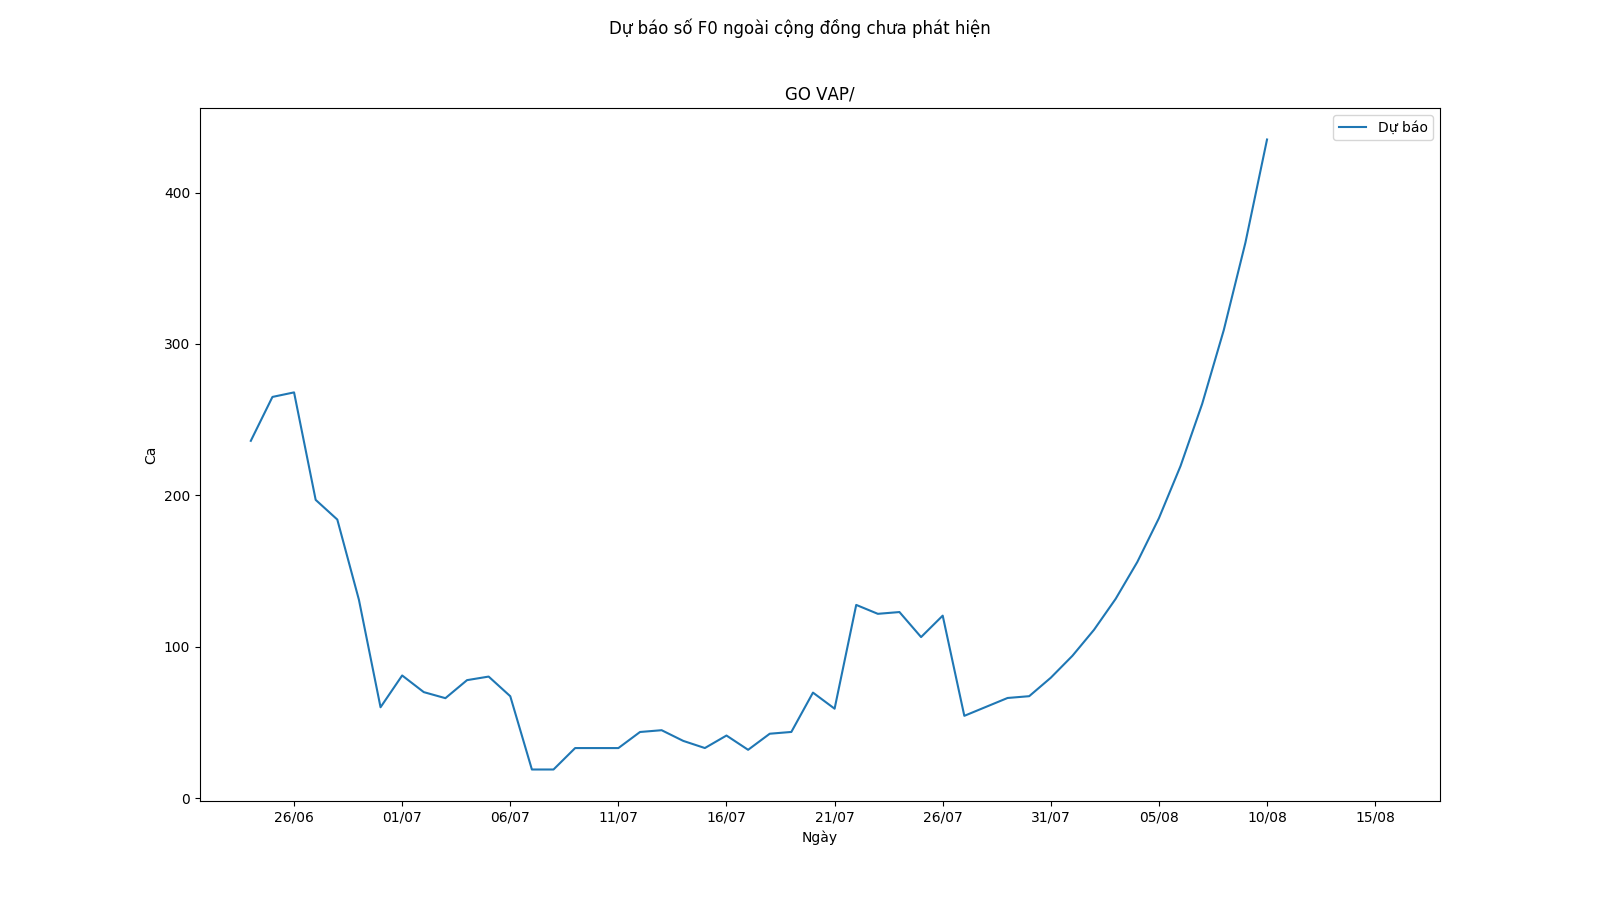 Dự báo số F0 ngoài cộng đồng chưa phát hiện
GO VAP/
Dự báo
400
300
200
100
0
Ca
26/06 01/07 06/07 11/07 16/07 21/07 26/07 31/07 05/08 10/08 15/08
Ngày